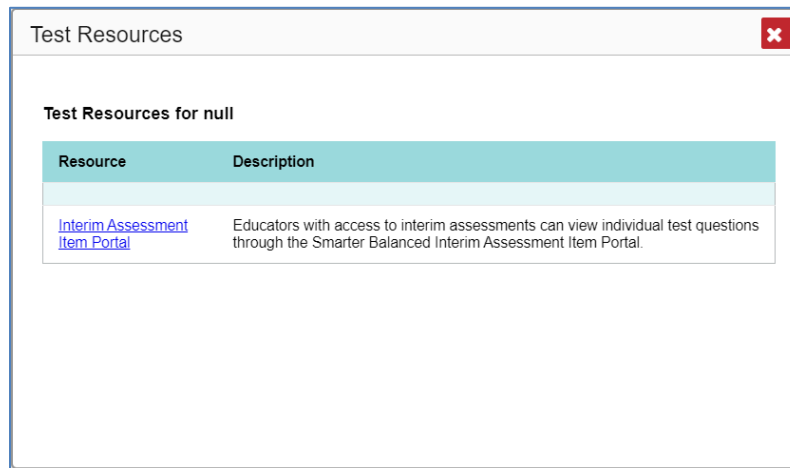 Test Resources
Test Resources for null
Resource Description
Interim Assessment Educators with access to interim assessments can view individual test questions
Item Portal through the Smarter Balanced Interim Assessment Item Portal.